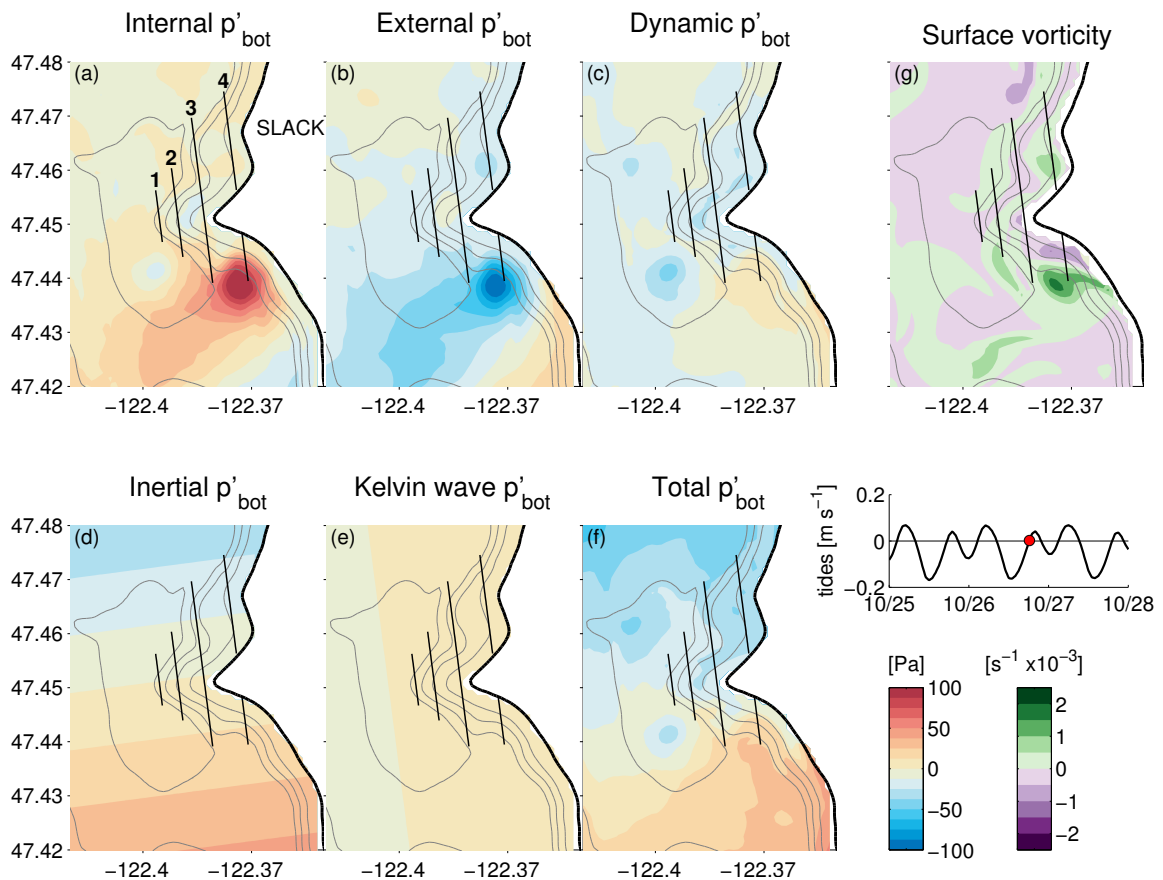 Internal p'bot
External p'bot
Dynamic p'bot
Surface vorticity
47.48
47.47
47.46
47.45
47.44
47.43
47.42
(a)
1
2
3
4
SLACK
(b)
(c)
(g)
−122.4
−122.37
−122.4
−122.37
−122.4
−122.37
−122.4
−122.37
Inertial p'bot
Kelvin wave p'bot
Total p'bot
47.48
47.47
47.46
47.45
47.44
47.43
47.42
(d)
(e)
(f)
−122.4
−122.37
−122.4
−122.37
−122.4
−122.37
tides [m s⁻¹]
0.2
0
−0.2
10/25
10/26
10/27
10/28
[Pa]
100
50
0
−50
−100
[s⁻¹ x10⁻³]
2
1
0
−1
−2